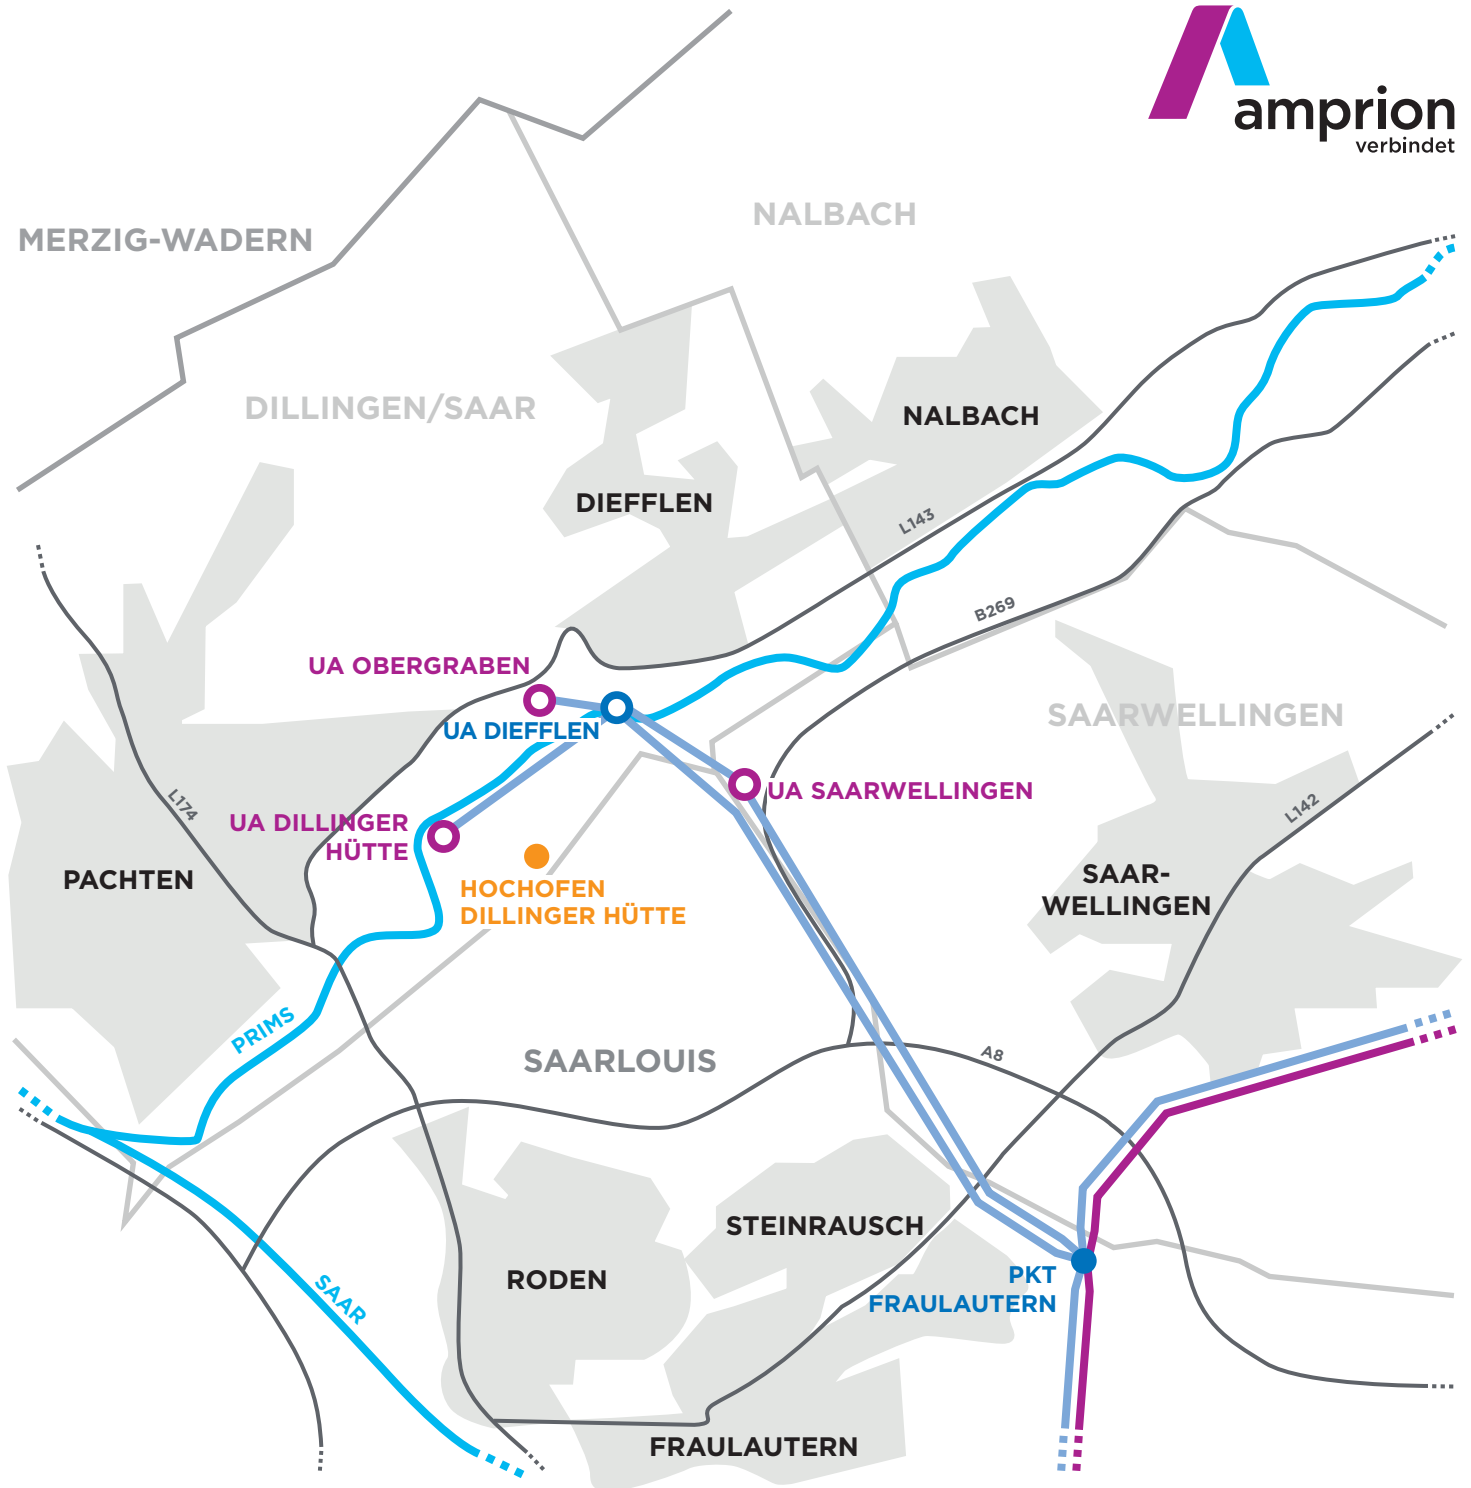 amprion
verbindet
NALBACH
MERZIG-WADERN
DILLINGEN/SAAR
NALBACH
DIEFFLEN
L143
B269
UA OBERGRABEN
SAARWELLINGEN
UA DIEFFLEN
UA SAARWELLINGEN
L174
L142
UA DILLINGER
HÜTTE
PACHTEN
SAAR-
WELLINGEN
HOCHOFEN
DILLINGER HÜTTE
PRIMS
SAARLOUIS
A8
STEINRAUSCH
RODEN
PKT
FRAULAUTERN
SAAR
FRAULAUTERN